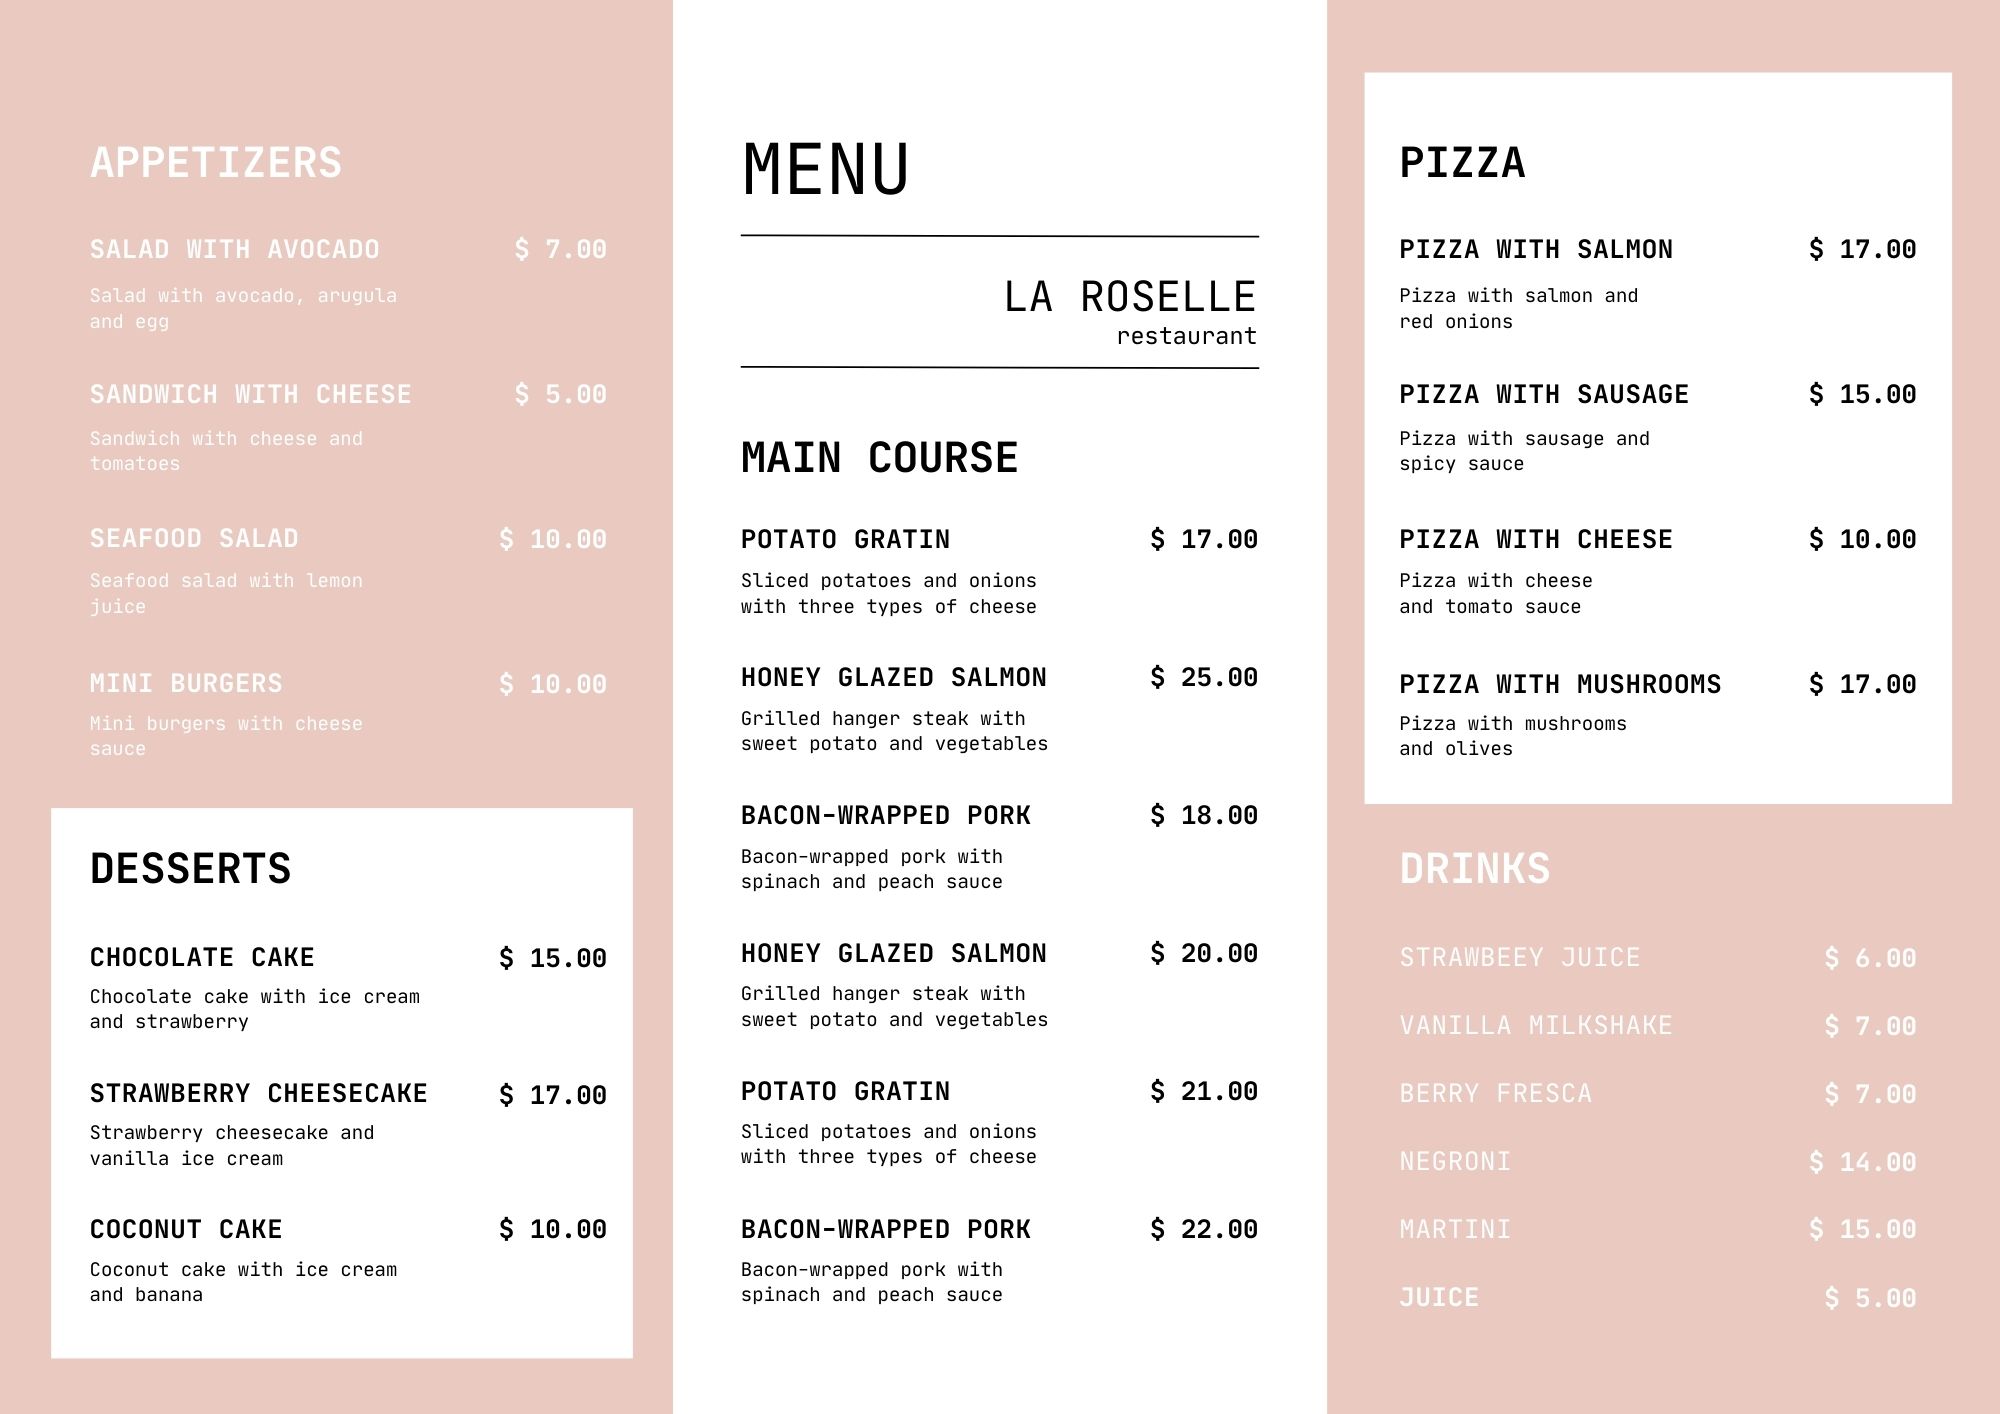 APPETIZERS
SALAD WITH AVOCADO $ 7.00
Salad with avocado, arugula
and egg
SANDWICH WITH CHEESE $ 5.00
Sandwich with cheese and
tomatoes
SEAFOOD SALAD $ 10.00
Seafood salad with lemon
juice
MINI BURGERS $ 10.00
Mini burgers with cheese
sauce
DESSERTS
CHOCOLATE CAKE $ 15.00
Chocolate cake with ice cream
and strawberry
STRAWBERRY CHEESECAKE $ 17.00
Strawberry cheesecake and
vanilla ice cream
COCONUT CAKE $ 10.00
Coconut cake with ice cream
and banana
MENU
LA ROSELLE
restaurant
MAIN COURSE
POTATO GRATIN $ 17.00
Sliced potatoes and onions
with three types of cheese
HONEY GLAZED SALMON $ 25.00
Grilled hanger steak with
sweet potato and vegetables
BACON-WRAPPED PORK $ 18.00
Bacon-wrapped pork with
spinach and peach sauce
HONEY GLAZED SALMON $ 20.00
Grilled hanger steak with
sweet potato and vegetables
POTATO GRATIN $ 21.00
Sliced potatoes and onions
with three types of cheese
BACON-WRAPPED PORK $ 22.00
Bacon-wrapped pork with
spinach and peach sauce
PIZZA
PIZZA WITH SALMON $ 17.00
Pizza with salmon and
red onions
PIZZA WITH SAUSAGE $ 15.00
Pizza with sausage and
spicy sauce
PIZZA WITH CHEESE $ 10.00
Pizza with cheese
and tomato sauce
PIZZA WITH MUSHROOMS $ 17.00
Pizza with mushrooms
and olives
DRINKS
STRAWBEEY JUICE $ 6.00
VANILLA MILKSHAKE $ 7.00
BERRY FRESCA $ 7.00
NEGRONI $ 14.00
MARTINI $ 15.00
JUICE $ 5.00